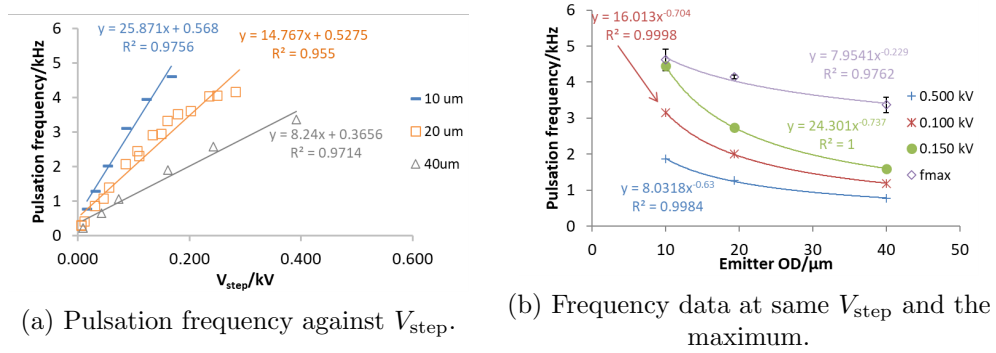 y = 25.871x + 0.568
R² = 0.9756
y = 14.767x + 0.5275
R² = 0.955
y = 8.24x + 0.3656
R² = 0.9714
Pulsation frequency/kHz
6
5
4
3
2
1
0
0.000
0.200
0.400
0.600
Vstep/kV
10 um
20 um
40um
(a) Pulsation frequency against Vstep.
y = 16.013x^-0.704
R² = 0.9998
y = 7.9541x^-0.229
R² = 0.9762
y = 24.301x^-0.737
R² = 1
y = 8.0318x^-0.63
R² = 0.9984
Pulsation frequency/kHz
6
5
4
3
2
1
0
0
10
20
30
40
50
Emitter OD/µm
0.500 kV
0.100 kV
0.150 kV
fmax
(b) Frequency data at same Vstep and the
maximum.